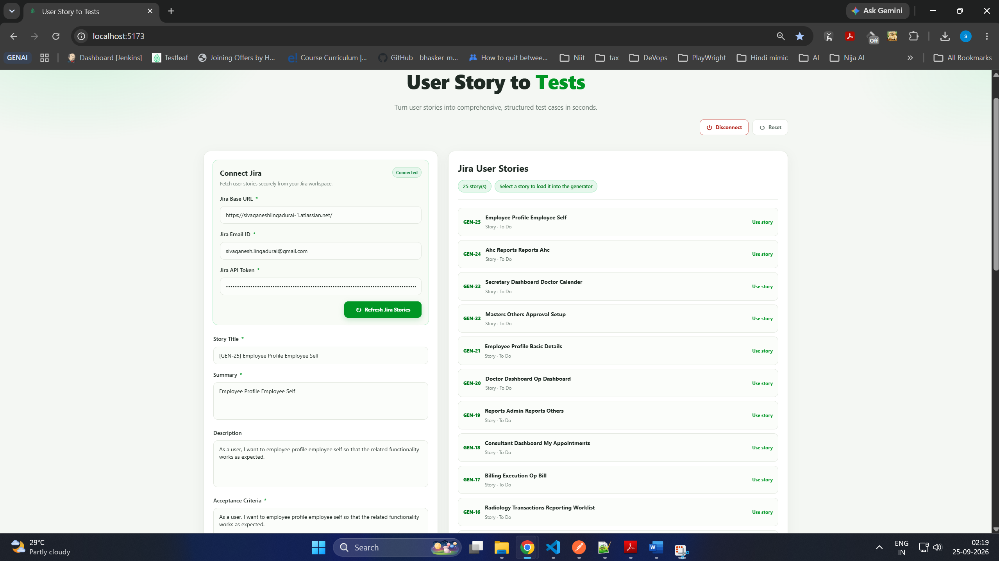 User Story to Tests
Ask Gemini
localhost:5173
Off
s
GENAI
Dashboard [Jenkins]
Testleaf
Joining Offers by H...
Course Curriculum |...
GitHub - bhasker-m...
How to quit betwee...
Niit
tax
DeVops
PlayWright
Hindi mimic
AI
Nija AI
All Bookmarks
User Story to Tests
Turn user stories into comprehensive, structured test cases in seconds.
Disconnect
Reset
Connect Jira
Connected
Fetch user stories securely from your Jira workspace.
Jira Base URL *
https://sivaganeshlingadurai-1.atlassian.net/
Jira Email ID *
sivaganesh.lingadurai@gmail.com
Jira API Token *
Refresh Jira Stories
Story Title *
[GEN-25] Employee Profile Employee Self
Summary *
Employee Profile Employee Self
Description
As a user, I want to employee profile employee self so that the related functionality
works as expected.
Acceptance Criteria *
As a user, I want to employee profile employee self so that the related functionality
works as expected.
Jira User Stories
25 story(s)
Select a story to load it into the generator
GEN-25
Employee Profile Employee Self
Story · To Do
Use story
GEN-24
Ahc Reports Reports Ahc
Story · To Do
Use story
GEN-23
Secretary Dashboard Doctor Calender
Story · To Do
Use story
GEN-22
Masters Others Approval Setup
Story · To Do
Use story
GEN-21
Employee Profile Basic Details
Story · To Do
Use story
GEN-20
Doctor Dashboard Op Dashboard
Story · To Do
Use story
GEN-19
Reports Admin Reports Others
Story · To Do
Use story
GEN-18
Consultant Dashboard My Appointments
Story · To Do
Use story
GEN-17
Billing Execution Op Bill
Story · To Do
Use story
GEN-16
Radiology Transactions Reporting Worklist
Story · To Do
Use story
29°C
Partly cloudy
Search
ENG
IN
02:19
25-09-2026